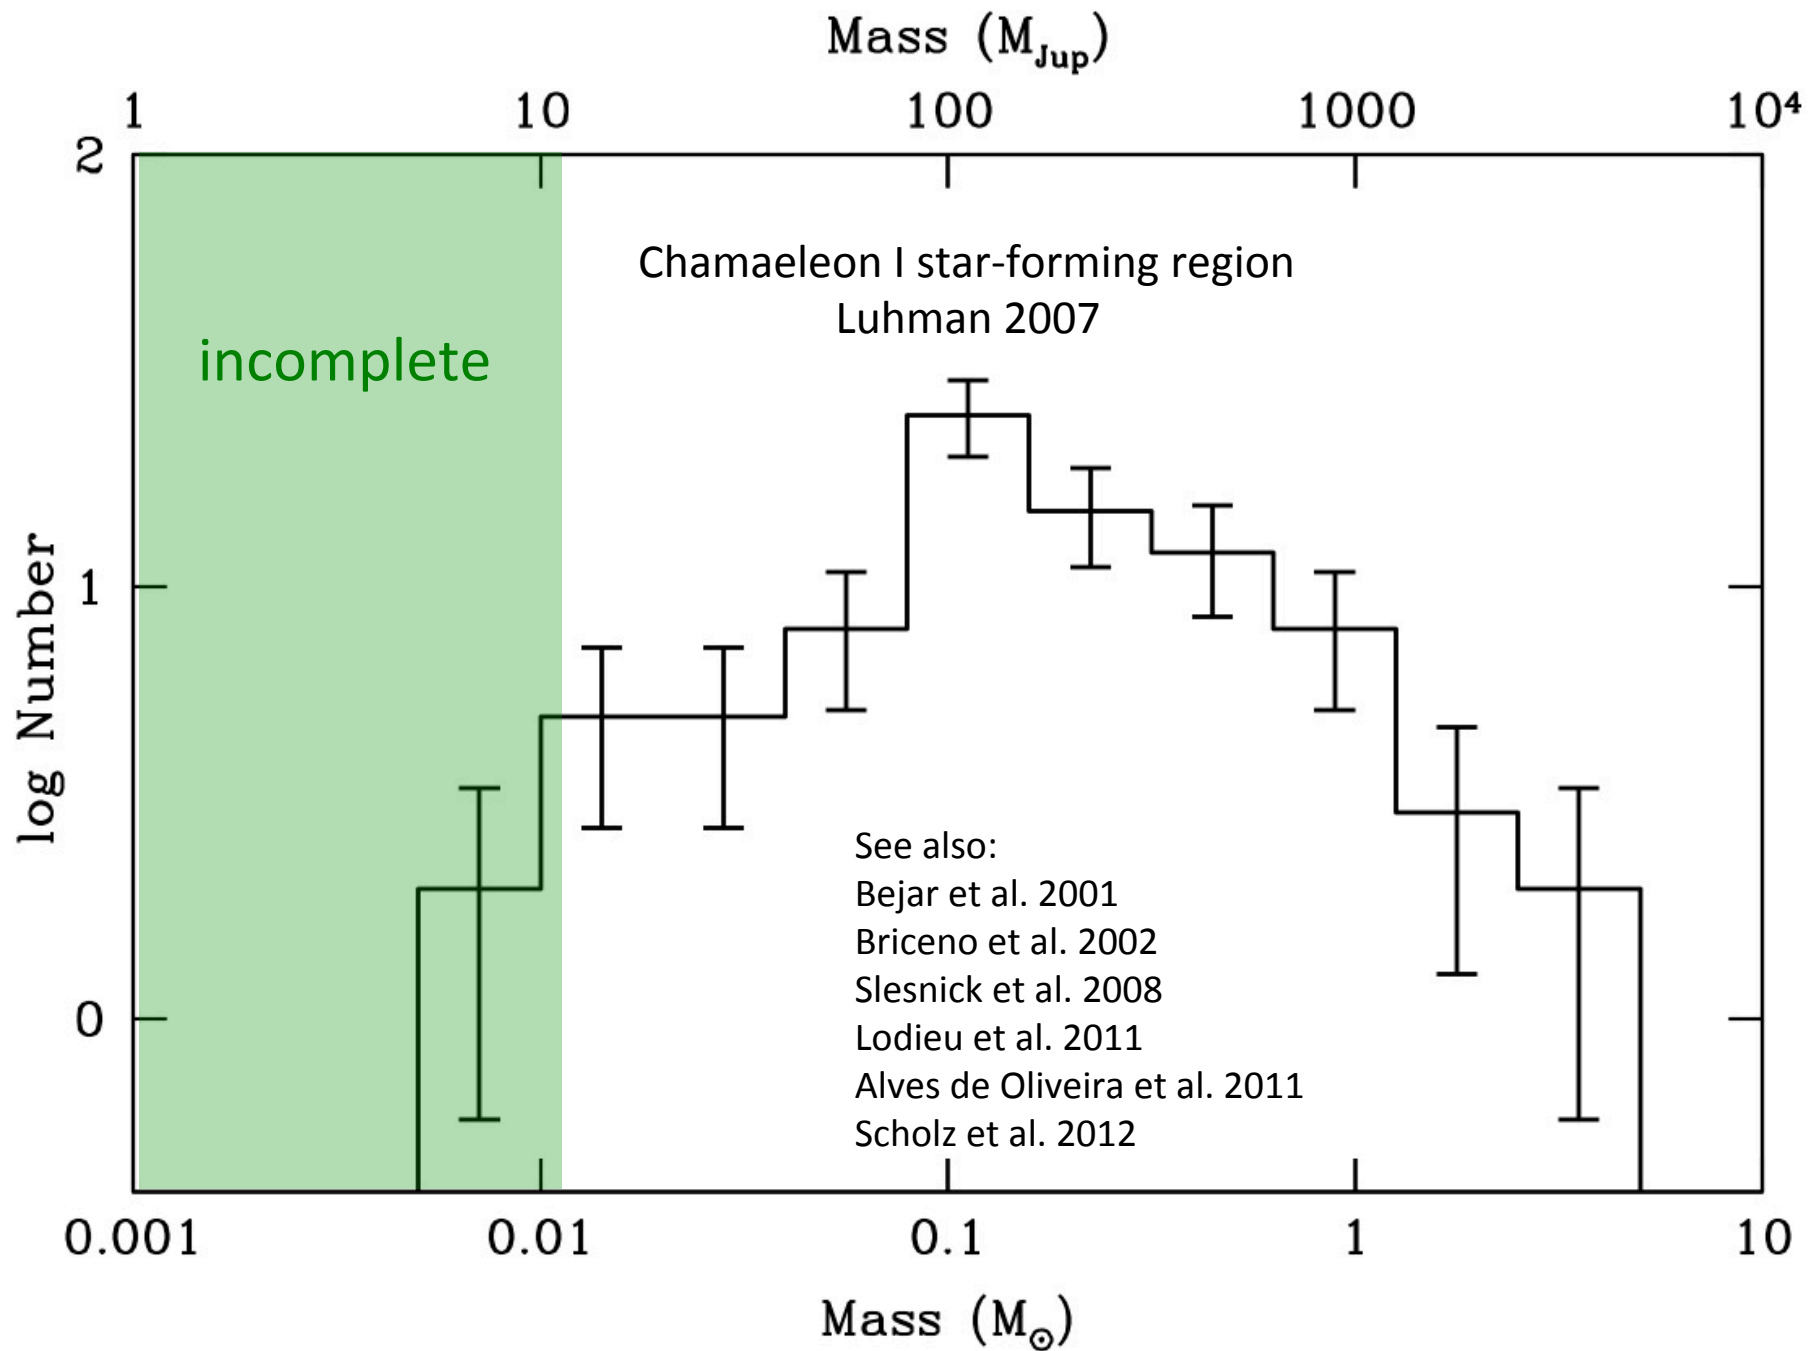 Mass (M_Jup)
1 10 100 1000 10⁴
2
Chamaeleon I star-forming region
Luhman 2007
incomplete
1
log Number
See also:
Bejar et al. 2001
Briceno et al. 2002
Slesnick et al. 2008
Lodieu et al. 2011
Alves de Oliveira et al. 2011
Scholz et al. 2012
0
0.001 0.01 0.1 1 10
Mass (M_⊙)